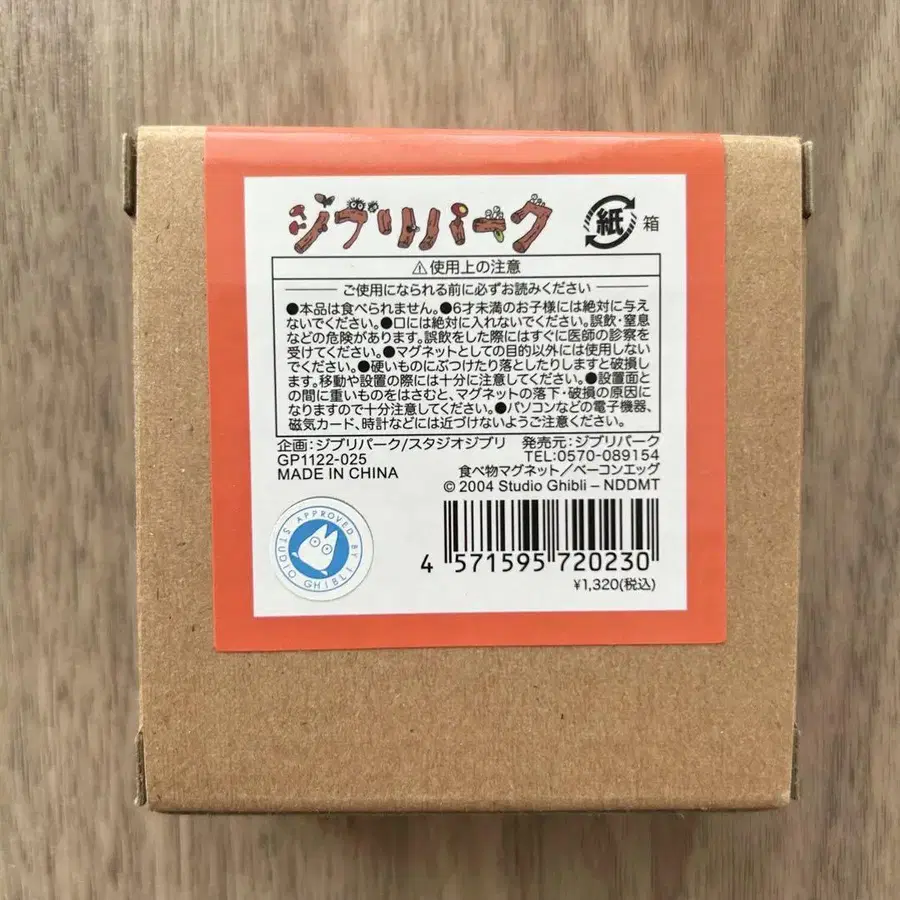 ジブリパーク
紙 箱
⚠使用上の注意
ご使用になられる前に必ずお読みください
●本品は食べられません。●6才未満のお子様には絶対に与え
ないでください。●口には絶対に入れないでください。誤飲・窒息
などの危険があります。誤飲をした際にはすぐに医師の診察を
受けてください。●マグネットとしての目的以外には使用しない
でください。●硬いものにぶつけたり落としたりしますと破損し
ます。移動や設置の際には十分に注意してください。●設置面と
の間に重いものをはさむと、マグネットの落下・破損の原因に
なりますので十分注意してください。●パソコンなどの電子機器、
磁気カード、時計などには近づけないようご注意ください。
企画：ジブリパーク/スタジオジブリ 発売元：ジブリパーク
GP1122-025 TEL:0570-089154
MADE IN CHINA 食べ物マグネット／ベーコンエッグ
© 2004 Studio Ghibli – NDDMT
APPROVED BY STUDIO GHIBLI
4 571595 720230
¥1,320(税込)